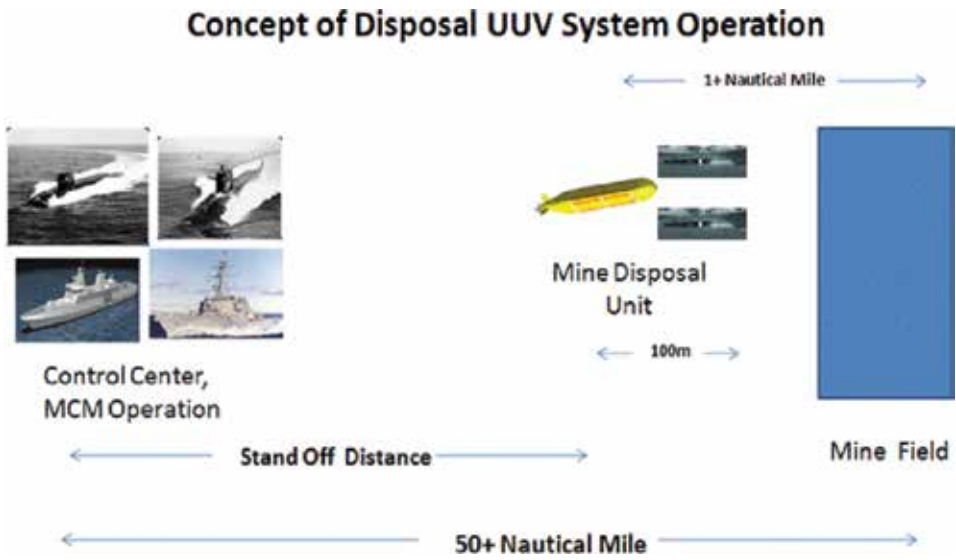 Concept of Disposal UUV System Operation
1+ Nautical Mile
Mine Disposal
Unit
100m
Control Center,
MCM Operation
Stand Off Distance
Mine Field
50+ Nautical Mile